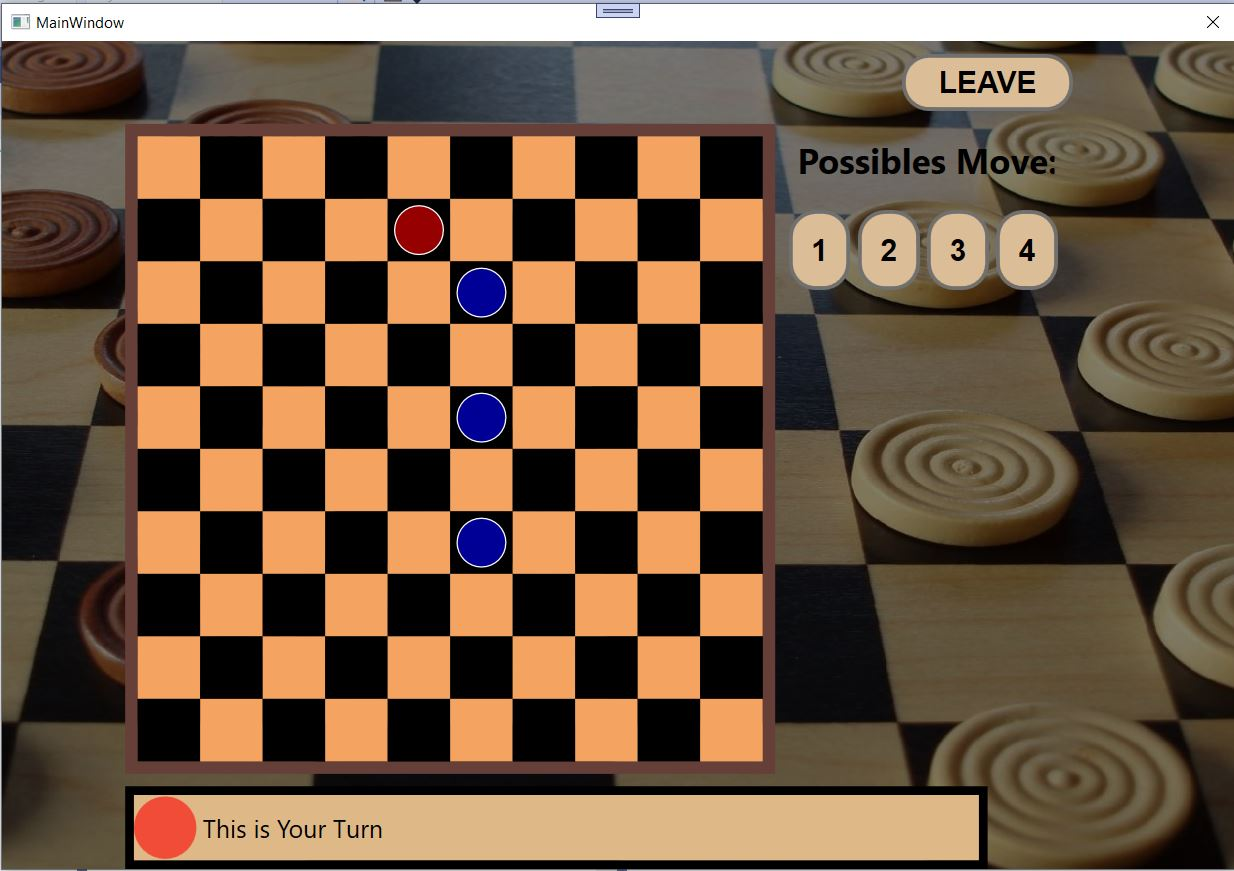 MainWindow
LEAVE
Possibles Move:
1 2 3 4
This is Your Turn